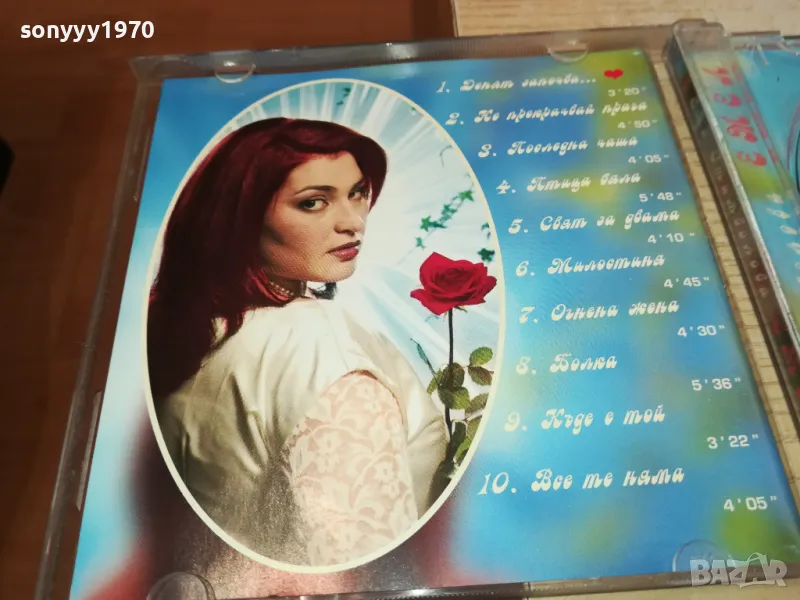 sonyyy1970
1. Денят започва...
3'20"
2. Не прекрачвай прага
4'50"
3. Последна чаша
4'05"
4. Птица бяла
5'48"
5. Свят за двама
4'10"
6. Милостиня
4'45"
7. Огнена жена
4'30"
8. Болка
5'36"
9. Къде е той
3'22"
10. Все те няма
4'05"
BAZAR